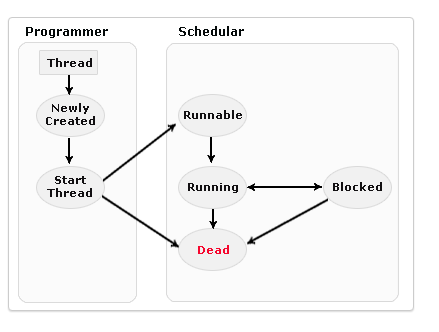 Programmer
Schedular
Thread
Newly
Created
Runnable
Start
Thread
Running
Blocked
Dead